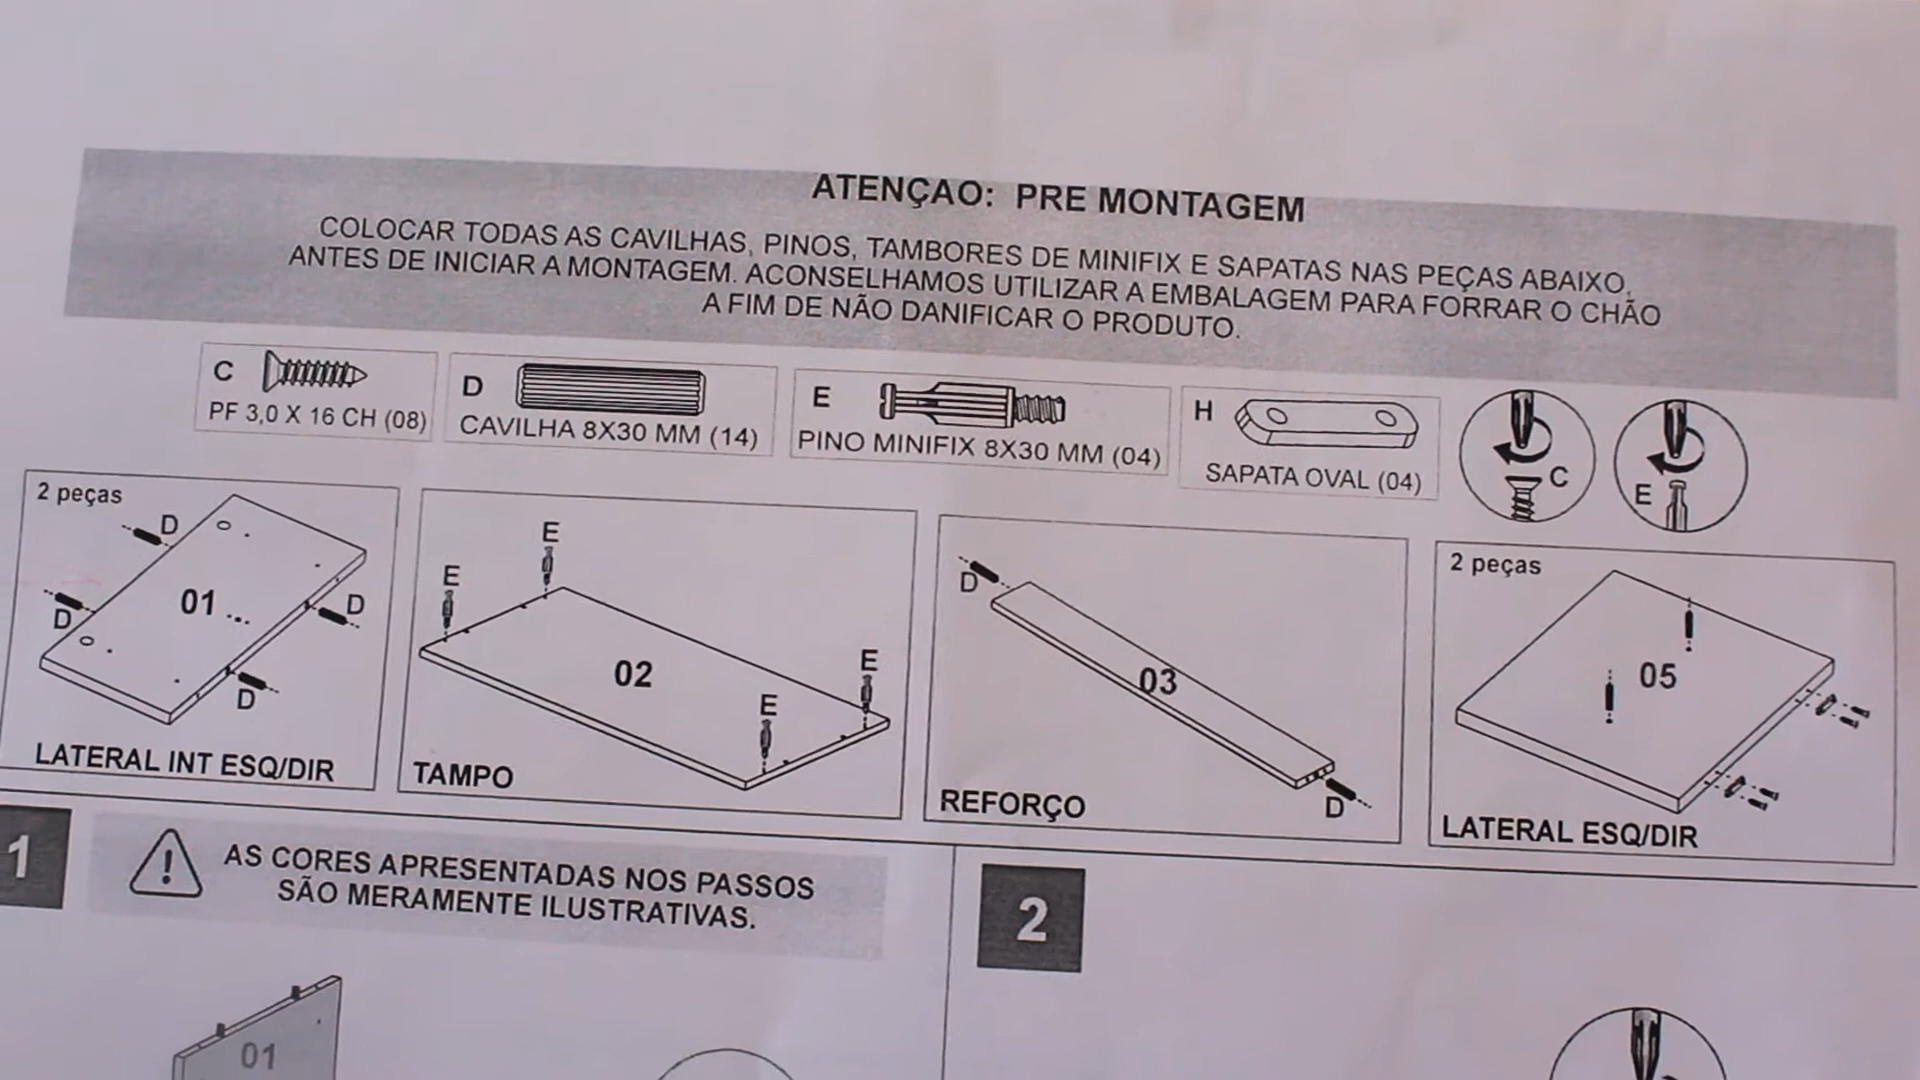 ATENÇAO: PRE MONTAGEM
COLOCAR TODAS AS CAVILHAS, PINOS, TAMBORES DE MINIFIX E SAPATAS NAS PEÇAS ABAIXO,
ANTES DE INICIAR A MONTAGEM. ACONSELHAMOS UTILIZAR A EMBALAGEM PARA FORRAR O CHÃO
A FIM DE NÃO DANIFICAR O PRODUTO.
C
PF 3,0 X 16 CH (08)
D
CAVILHA 8X30 MM (14)
E
PINO MINIFIX 8X30 MM (04)
H
SAPATA OVAL (04)
C
E
2 peças
D
D
01
D
D
LATERAL INT ESQ/DIR
E
E
02
E
E
TAMPO
D
03
D
REFORÇO
2 peças
05
LATERAL ESQ/DIR
1
AS CORES APRESENTADAS NOS PASSOS
SÃO MERAMENTE ILUSTRATIVAS.
01
2